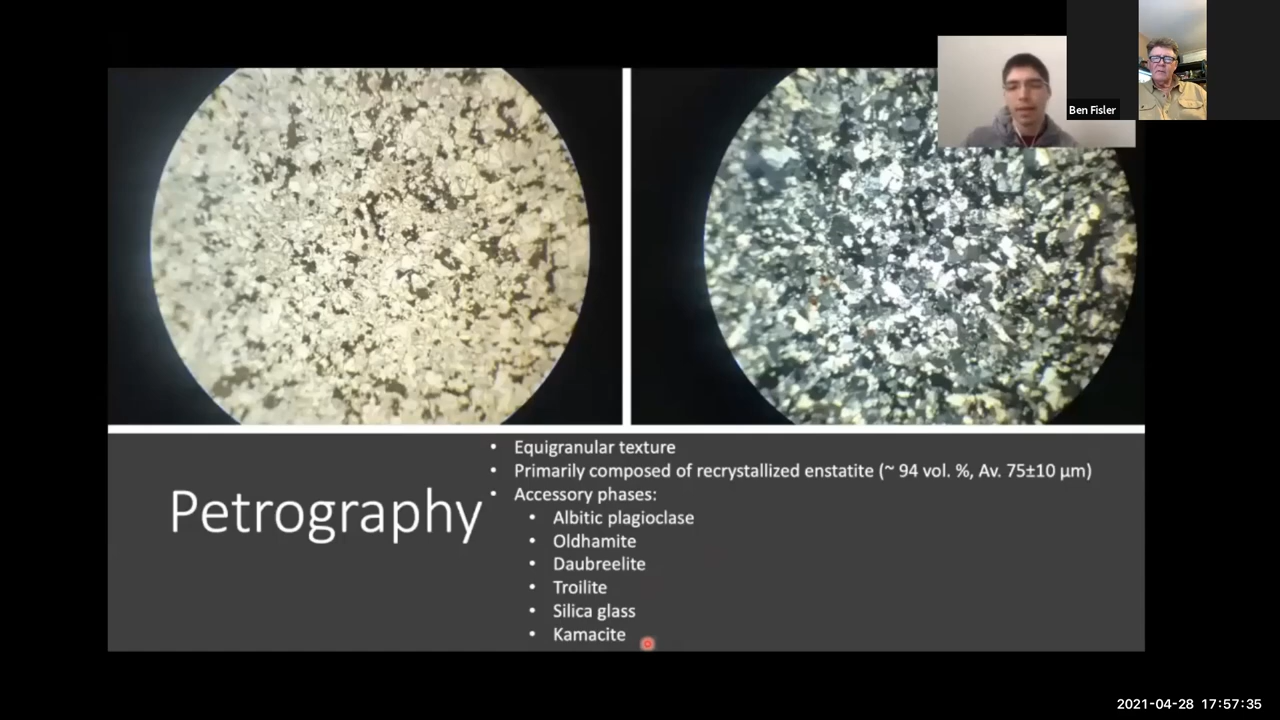 Ben Fisler
Petrography
• Equigranular texture
• Primarily composed of recrystallized enstatite (~ 94 vol. %, Av. 75±10 µm)
• Accessory phases:
• Albitic plagioclase
• Oldhamite
• Daubreelite
• Troilite
• Silica glass
• Kamacite
2021-04-28 17:57:35